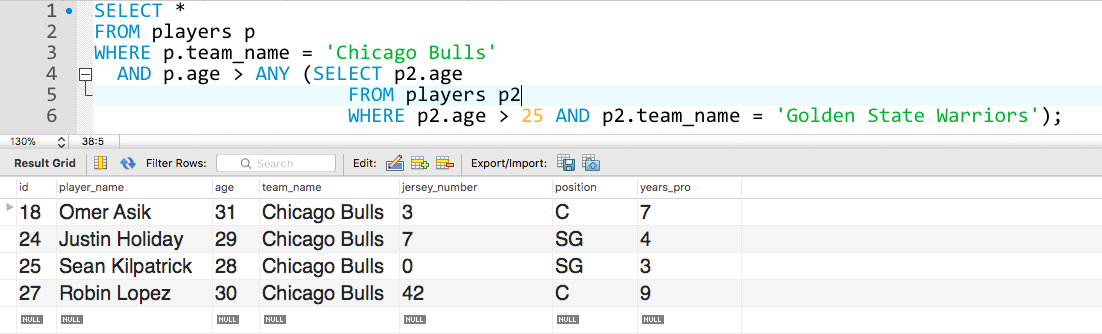 1 SELECT *
2 FROM players p
3 WHERE p.team_name = 'Chicago Bulls'
4 AND p.age > ANY (SELECT p2.age
5 FROM players p2
6 WHERE p2.age > 25 AND p2.team_name = 'Golden State Warriors');
130% 38:5
Result Grid Filter Rows: Search Edit: Export/Import:
id player_name age team_name jersey_number position years_pro
18 Omer Asik 31 Chicago Bulls 3 C 7
24 Justin Holiday 29 Chicago Bulls 7 SG 4
25 Sean Kilpatrick 28 Chicago Bulls 0 SG 3
27 Robin Lopez 30 Chicago Bulls 42 C 9
NULL NULL NULL NULL NULL NULL NULL